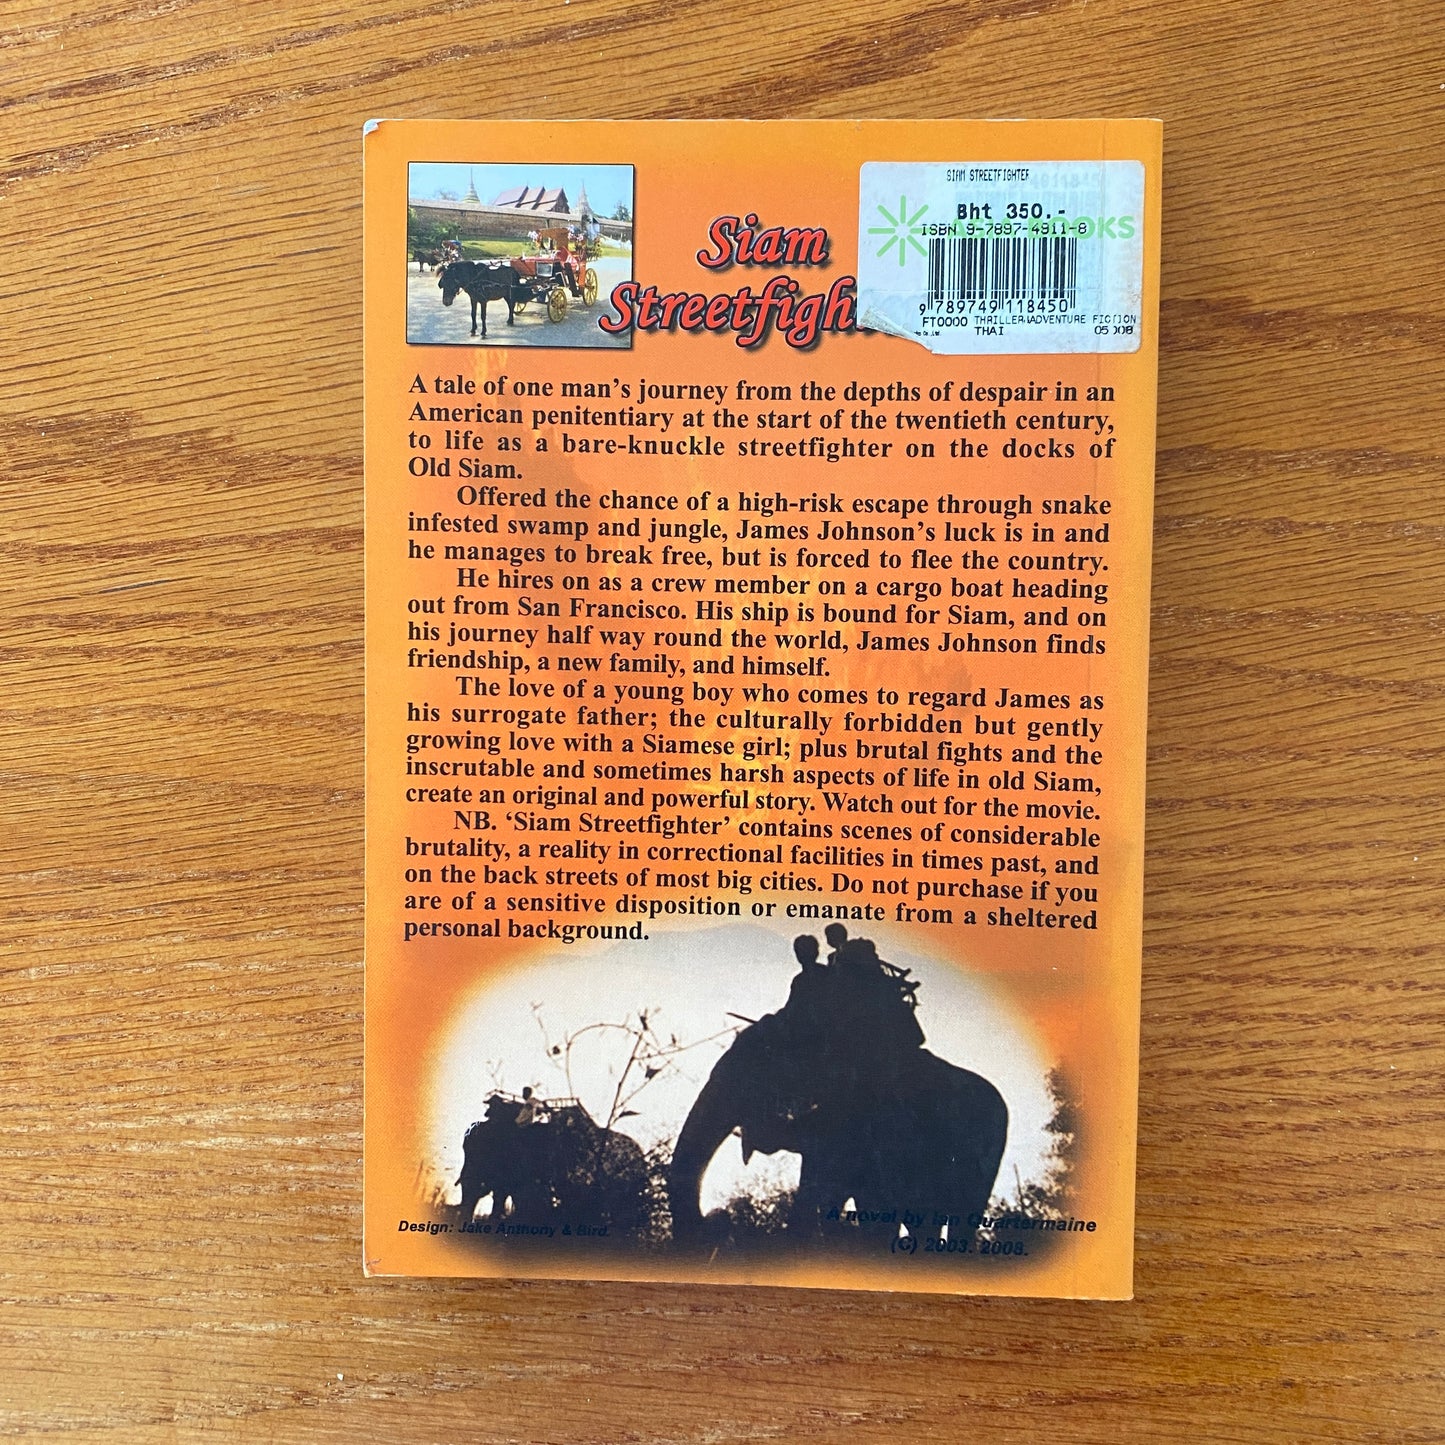 Siam
Streetfigh
SIAM STREETFIGHTER
Bht 350.-
BOOKS
ISBN 9-7897-4911-8
9 789749 118450
FT0000 THRILLER&ADVENTURE FICTION
THAI 05 008
Co.,Ltd.
A tale of one man's journey from the depths of despair in an
American penitentiary at the start of the twentieth century,
to life as a bare-knuckle streetfighter on the docks of
Old Siam.
Offered the chance of a high-risk escape through snake
infested swamp and jungle, James Johnson's luck is in and
he manages to break free, but is forced to flee the country.
He hires on as a crew member on a cargo boat heading
out from San Francisco. His ship is bound for Siam, and on
his journey half way round the world, James Johnson finds
friendship, a new family, and himself.
The love of a young boy who comes to regard James as
his surrogate father; the culturally forbidden but gently
growing love with a Siamese girl; plus brutal fights and the
inscrutable and sometimes harsh aspects of life in old Siam,
create an original and powerful story. Watch out for the movie.
NB. ‘Siam Streetfighter’ contains scenes of considerable
brutality, a reality in correctional facilities in times past, and
on the back streets of most big cities. Do not purchase if you
are of a sensitive disposition or emanate from a sheltered
personal background.
Design: Jake Anthony & Bird.
A novel by Ian Quartermaine
(C) 2003. 2008.